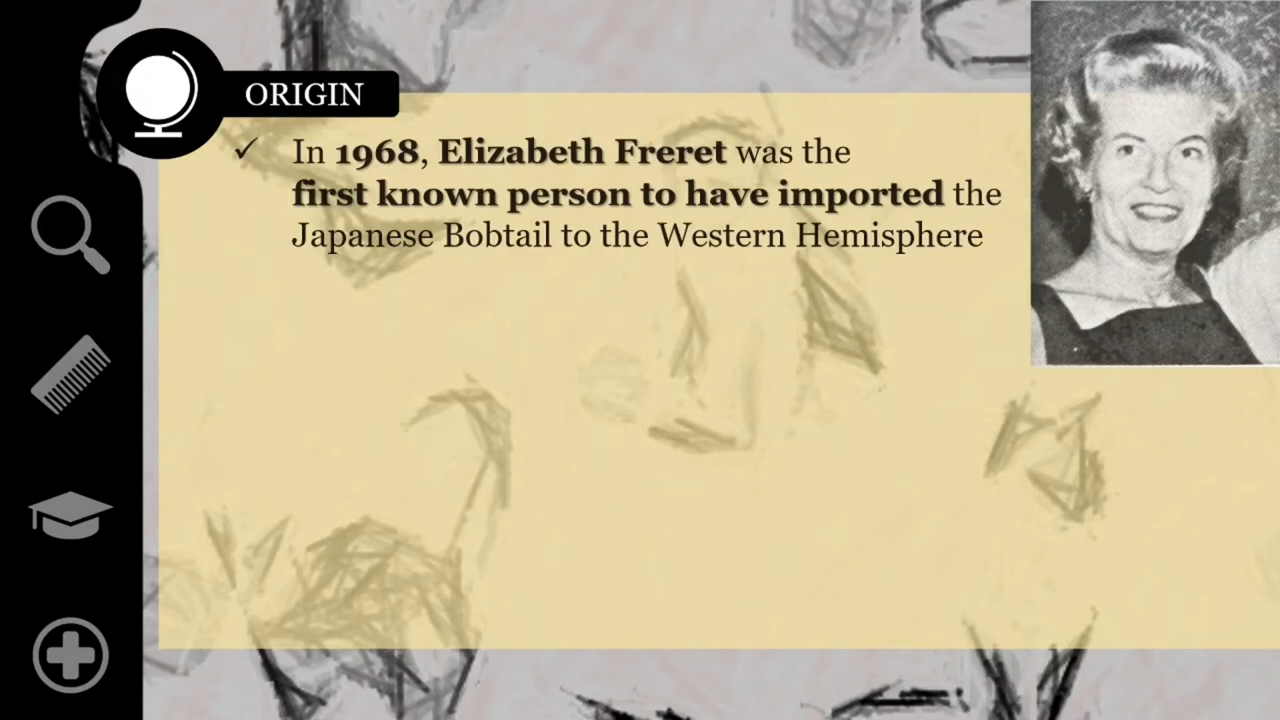 ORIGIN
✓ In 1968, Elizabeth Freret was the
first known person to have imported the
Japanese Bobtail to the Western Hemisphere